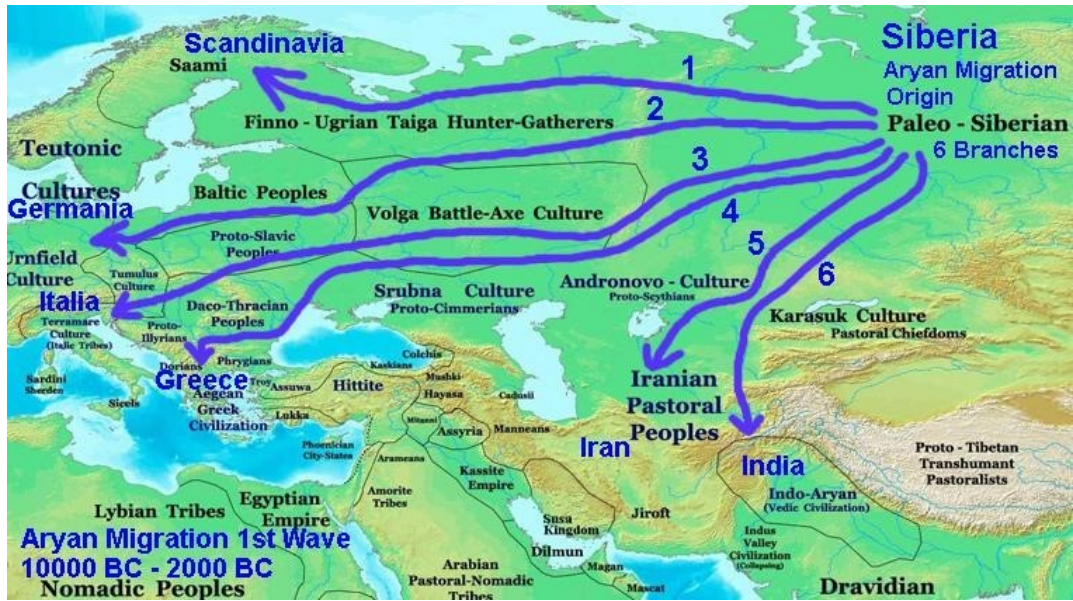 Scandinavia
Saami
1
Siberia
Aryan Migration
Origin
Paleo - Siberian
6 Branches
2
Finno - Ugrian Taiga Hunter-Gatherers
Teutonic
Cultures
Germania
Baltic Peoples
3
Volga Battle-Axe Culture
4
Proto-Slavic
Peoples
5
Urnfield
Culture
Tumulus
Culture
6
Italia
Terramare
Culture
(Italic Tribes)
Daco-Thracian
Peoples
Srubna Culture
Proto-Cimmerians
Andronovo - Culture
Proto-Scythians
Karasuk Culture
Pastoral Chiefdoms
Proto-
Illyrians
Dorians
Phrygians
Greece
Troy
Assuwa
Aegean
Greek
Civilization
Hittite
Kaskians
Colchis
Mushki
Hayasa
Cadusii
Sardini
Sherden
Sicels
Lukka
Mitanni
Assyria
Manneans
Iranian
Pastoral
Peoples
Iran
India
Proto - Tibetan
Transhumant
Pastoralists
Phoenician
City-States
Arameans
Kassite
Empire
Indo-Aryan
(Vedic Civilization)
Lybian Tribes
Egyptian
Empire
Amorite
Tribes
Susa
Kingdom
Jiroft
Indus
Valley
Civilization
(Collapsing)
Aryan Migration 1st Wave
10000 BC - 2000 BC
Nomadic Peoples
Arabian
Pastoral-Nomadic
Tribes
Dilmun
Magan
Mascat
Dravidian